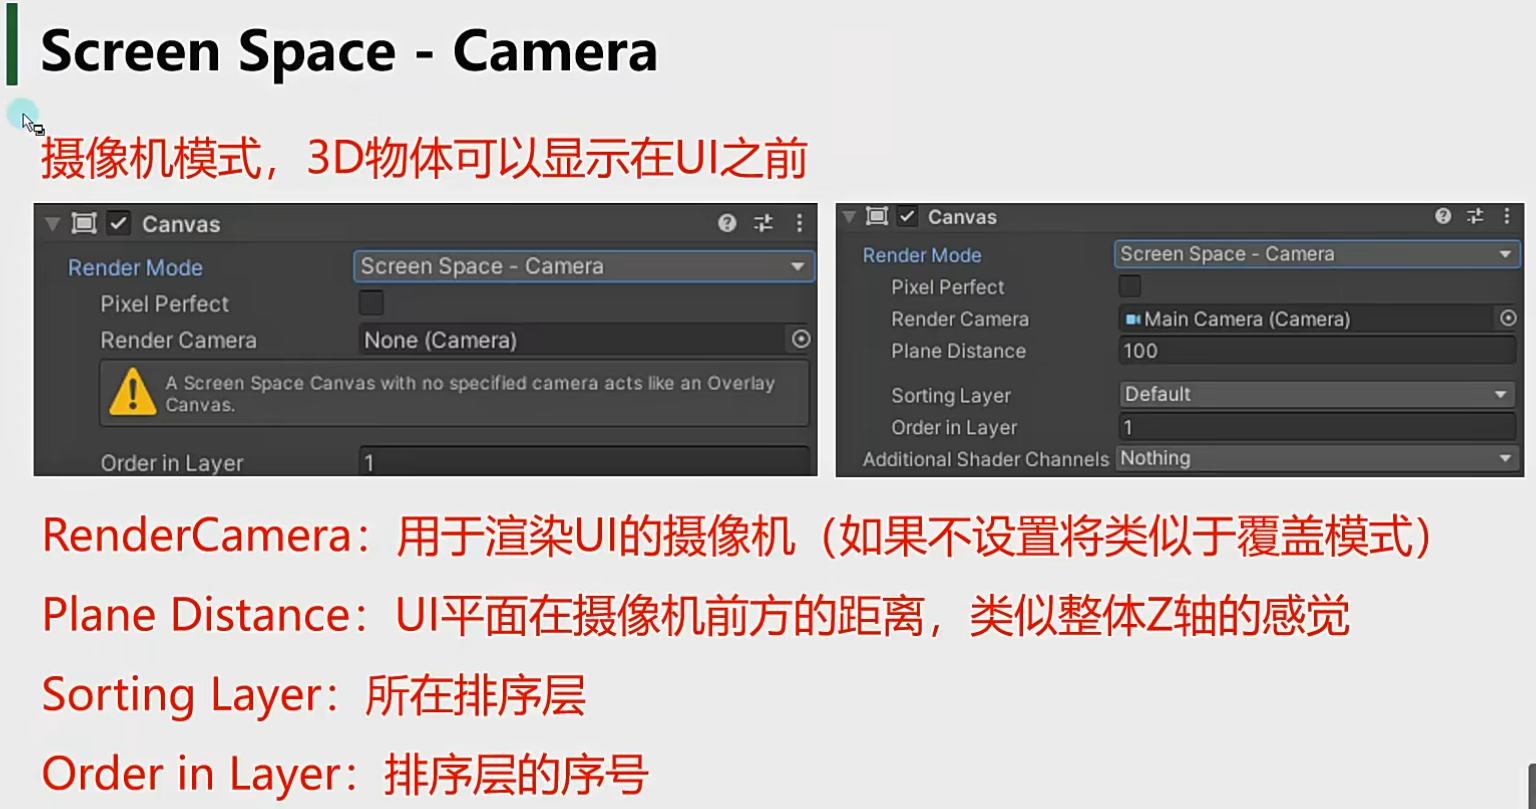 Screen Space - Camera
摄像机模式，3D物体可以显示在UI之前
Canvas
Render Mode
Screen Space - Camera
Pixel Perfect
Render Camera
None (Camera)
A Screen Space Canvas with no specified camera acts like an Overlay
Canvas.
Order in Layer
1
Canvas
Render Mode
Screen Space - Camera
Pixel Perfect
Render Camera
Main Camera (Camera)
Plane Distance
100
Sorting Layer
Default
Order in Layer
1
Additional Shader Channels
Nothing
RenderCamera：用于渲染UI的摄像机（如果不设置将类似于覆盖模式）
Plane Distance：UI平面在摄像机前方的距离，类似整体Z轴的感觉
Sorting Layer：所在排序层
Order in Layer：排序层的序号